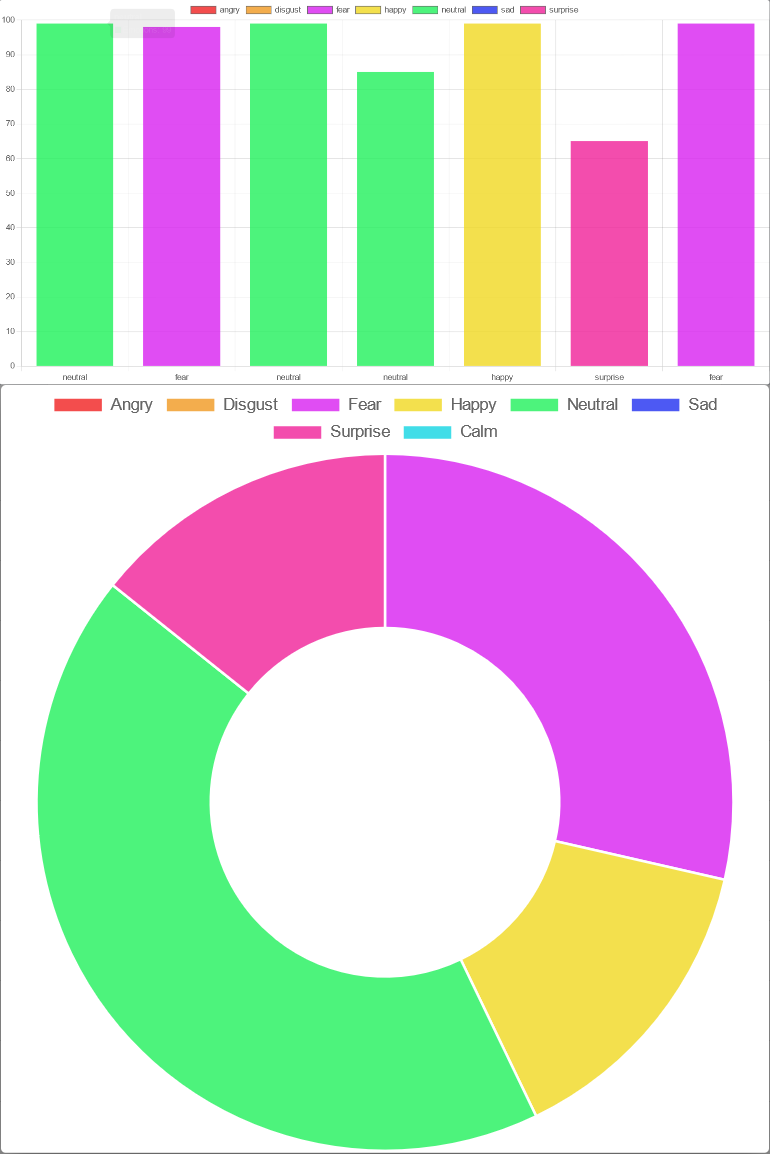 angry disgust fear happy neutral sad surprise
100
90
80
70
60
50
40
30
20
10
0
neutral fear neutral neutral happy surprise fear
Angry Disgust Fear Happy Neutral Sad
Surprise Calm